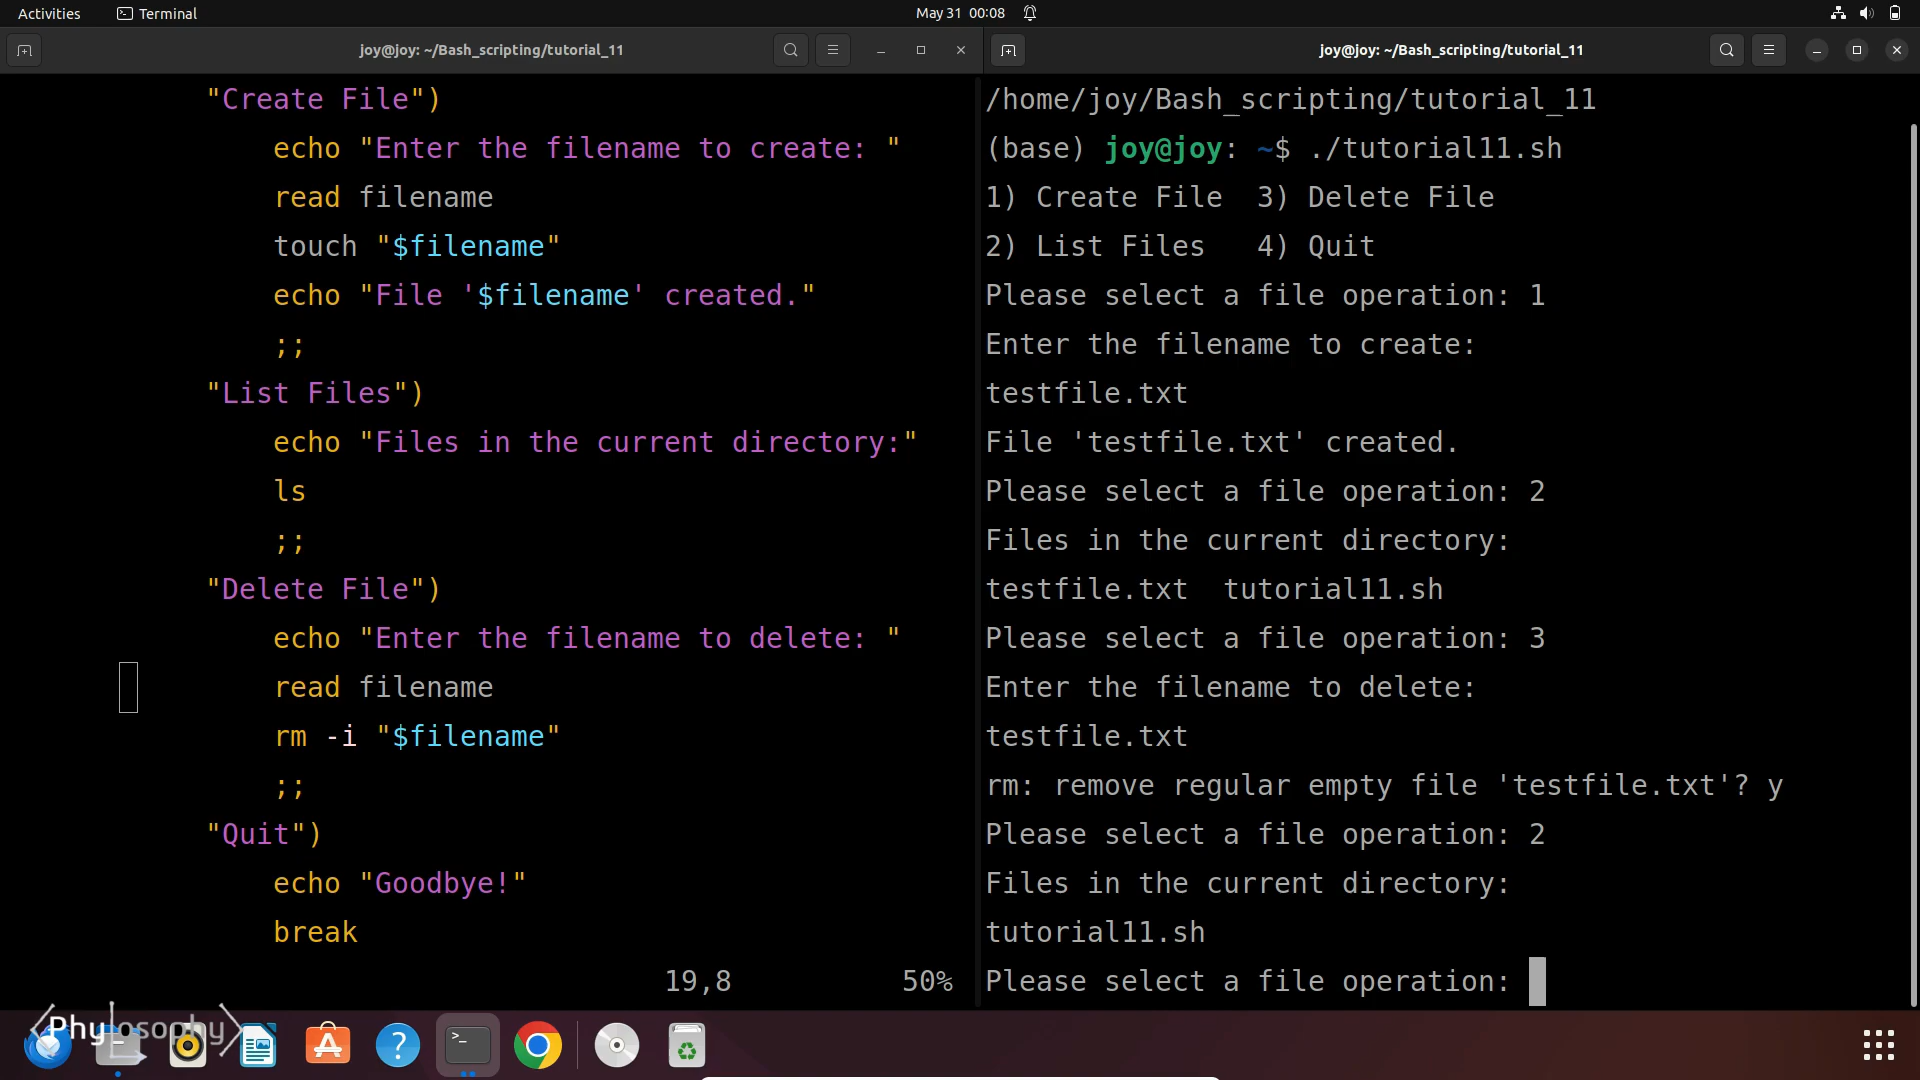 Activities
Terminal
May 31 00:08
joy@joy: ~/Bash_scripting/tutorial_11
"Create File")
echo "Enter the filename to create: "
read filename
touch "$filename"
echo "File '$filename' created."
;;
"List Files")
echo "Files in the current directory:"
ls
;;
"Delete File")
echo "Enter the filename to delete: "
read filename
rm -i "$filename"
;;
"Quit")
echo "Goodbye!"
break
19,8 50%
joy@joy: ~/Bash_scripting/tutorial_11
/home/joy/Bash_scripting/tutorial_11
(base) joy@joy: ~$ ./tutorial11.sh
1) Create File 3) Delete File
2) List Files 4) Quit
Please select a file operation: 1
Enter the filename to create:
testfile.txt
File 'testfile.txt' created.
Please select a file operation: 2
Files in the current directory:
testfile.txt tutorial11.sh
Please select a file operation: 3
Enter the filename to delete:
testfile.txt
rm: remove regular empty file 'testfile.txt'? y
Please select a file operation: 2
Files in the current directory:
tutorial11.sh
Please select a file operation:
Phylosophy